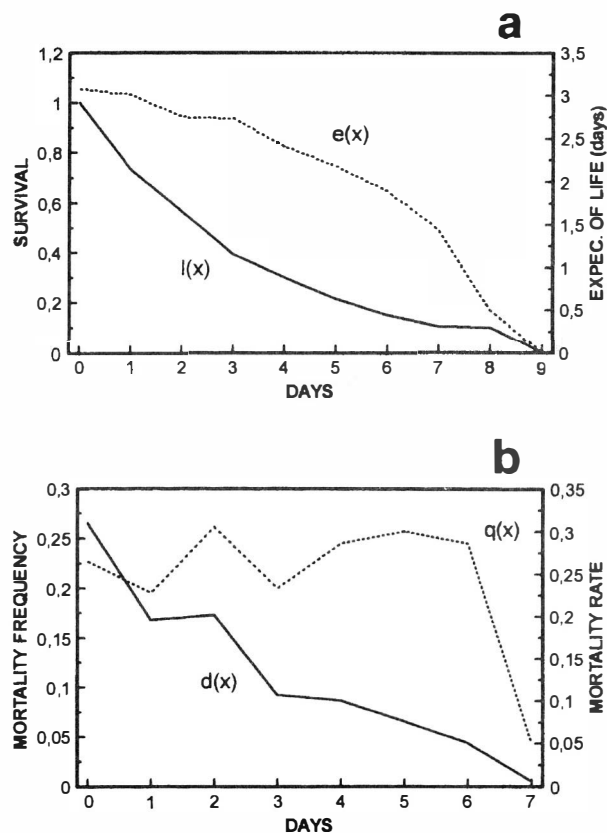 a
1,2
1
0,8
0,6
0,4
0,2
0
SURVIVAL
3,5
3
2,5
2
1,5
1
0,5
0
EXPEC. OF LIFE (days)
e(x)
l(x)
0 1 2 3 4 5 6 7 8 9
DAYS
b
0,3
0,25
0,2
0,15
0,1
0,05
0
MORTALITY FREQUENCY
0,35
0,3
0,25
0,2
0,15
0,1
0,05
0
MORTALITY RATE
q(x)
d(x)
0 1 2 3 4 5 6 7
DAYS